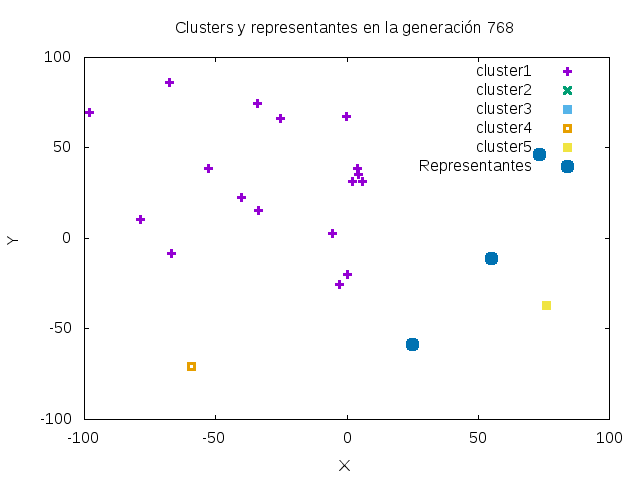 Clusters y representantes en la generación 768
100
50
0
-50
-100
Y
cluster1
cluster2
cluster3
cluster4
cluster5
Representantes
-100 -50 0 50 100
X